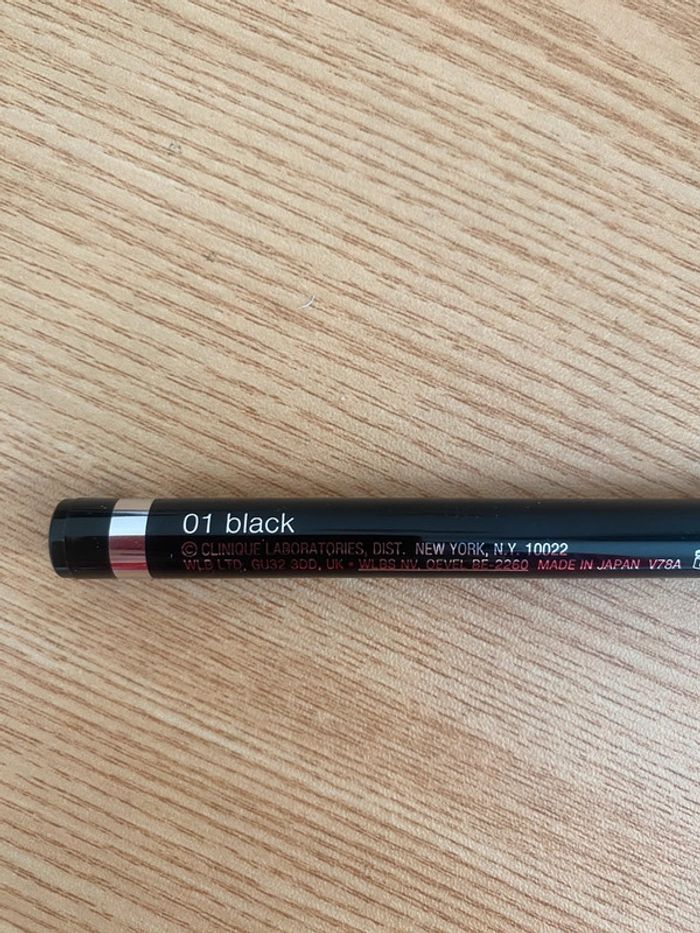 01 black
© CLINIQUE LABORATORIES, DIST. NEW YORK, N.Y. 10022
WLB LTD, GU32 3DD, UK • WLBS NV. OEVEL BE-2260 MADE IN JAPAN V78A